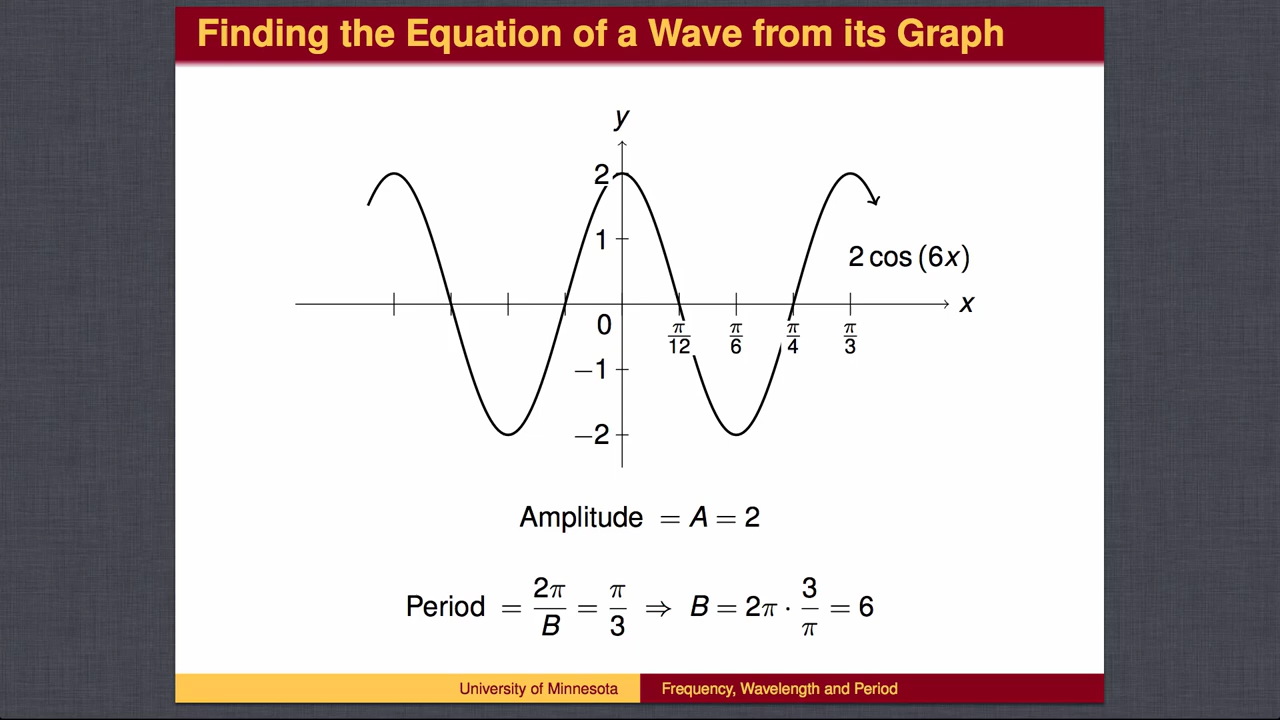 Finding the Equation of a Wave from its Graph
y
2
1
2 cos (6x)
x
0
π/12 π/6 π/4 π/3
−1
−2
Amplitude = A = 2
Period = 2π/B = π/3 ⇒ B = 2π · 3/π = 6
University of Minnesota
Frequency, Wavelength and Period